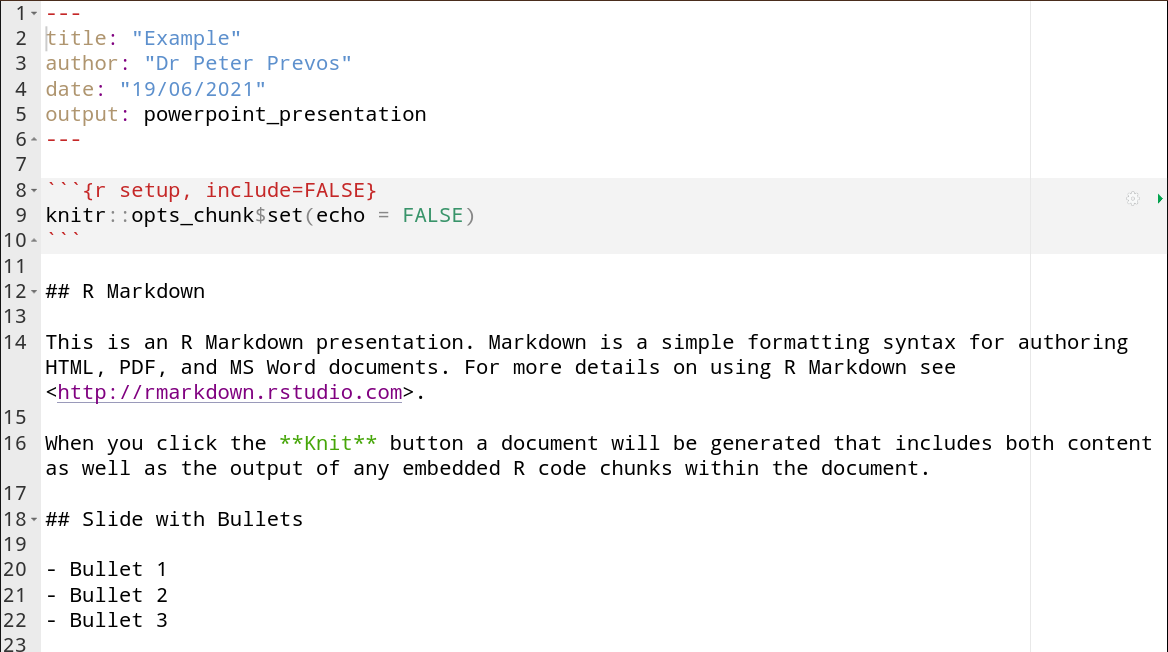 1 ---
2 title: "Example"
3 author: "Dr Peter Prevos"
4 date: "19/06/2021"
5 output: powerpoint_presentation
6 ---
7
8 ```{r setup, include=FALSE}
9 knitr::opts_chunk$set(echo = FALSE)
10 ```
11
12 ## R Markdown
13
14 This is an R Markdown presentation. Markdown is a simple formatting syntax for authoring
HTML, PDF, and MS Word documents. For more details on using R Markdown see
<http://rmarkdown.rstudio.com>.
15
16 When you click the **Knit** button a document will be generated that includes both content
as well as the output of any embedded R code chunks within the document.
17
18 ## Slide with Bullets
19
20 - Bullet 1
21 - Bullet 2
22 - Bullet 3
23